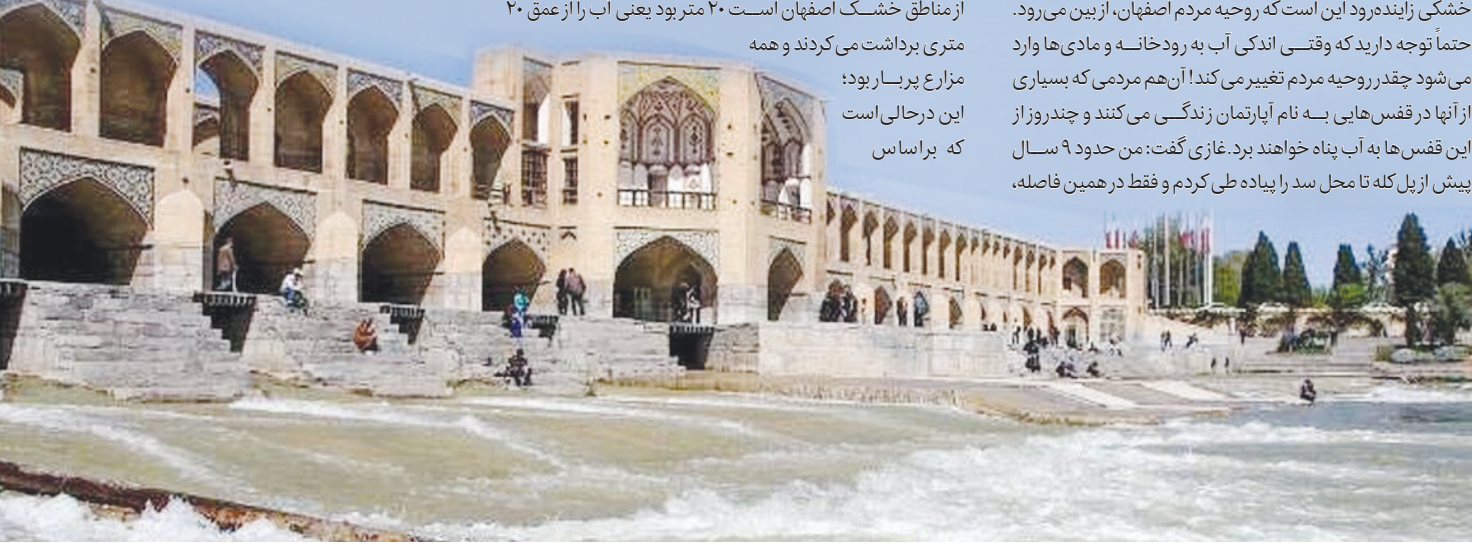 خشکی زاینده‌رود این است که روحیه مردم اصفهان، از بین می‌رود.
حتماً توجه دارید که وقتی اندکی آب به رودخانه و مادی‌ها وارد
می‌شود چقدر روحیه مردم تغییر می‌کند! آن‌هم مردمی که بسیاری
از آنها در قفس‌هایی به نام آپارتمان زندگی می‌کنند و چند روز از
این قفس‌ها به آب پناه خواهند برد. غازی گفت: من حدود ۹ سال
پیش از پل کله تا محل سد را پیاده طی کردم و فقط در همین فاصله،
از مناطق خشک اصفهان است ۲۰ متر بود یعنی آب را از عمق ۲۰
متری برداشت می‌کردند و همه
مزارع پربار بود؛
این درحالی است
که براساس